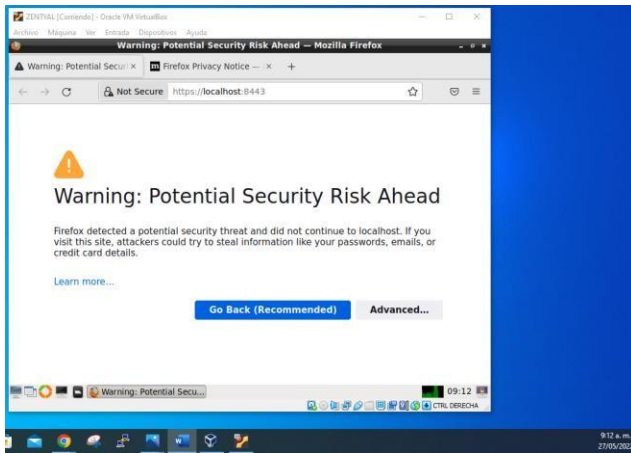 ZENTYAL [Corriendo] - Oracle VM VirtualBox
Archivo Máquina Ver Entrada Dispositivos Ayuda
Warning: Potential Security Risk Ahead — Mozilla Firefox
Warning: Potential Securi × m Firefox Privacy Notice — × +
Not Secure https://localhost:8443
Warning: Potential Security Risk Ahead
Firefox detected a potential security threat and did not continue to localhost. If you
visit this site, attackers could try to steal information like your passwords, emails, or
credit card details.
Learn more...
Go Back (Recommended) Advanced...
Warning: Potential Secu... 09:12
CTRL DERECHA
9:12 a. m.
27/05/202